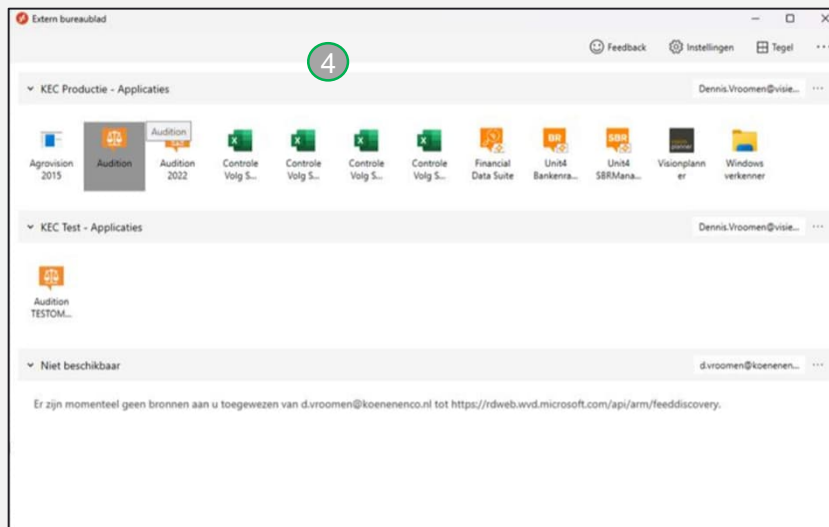 Extern bureaublad
Feedback Instellingen Tegel
4
KEC Productie - Applicaties Dennis.Vroomen@visie...
Audition
Agrovision Audition Audition Controle Controle Controle Controle Financial Unit4 Unit4 Visionplann Windows
2015 2022 Volg S... Volg S... Volg S... Volg S... Data Suite Bankenra... SBRMana... er verkenner
KEC Test - Applicaties Dennis.Vroomen@visie...
Audition
TESTOM...
Niet beschikbaar d.vroomen@koenenen...
Er zijn momenteel geen bronnen aan u toegewezen van d.vroomen@koenenenco.nl tot https://rdweb.wvd.microsoft.com/api/arm/feeddiscovery.